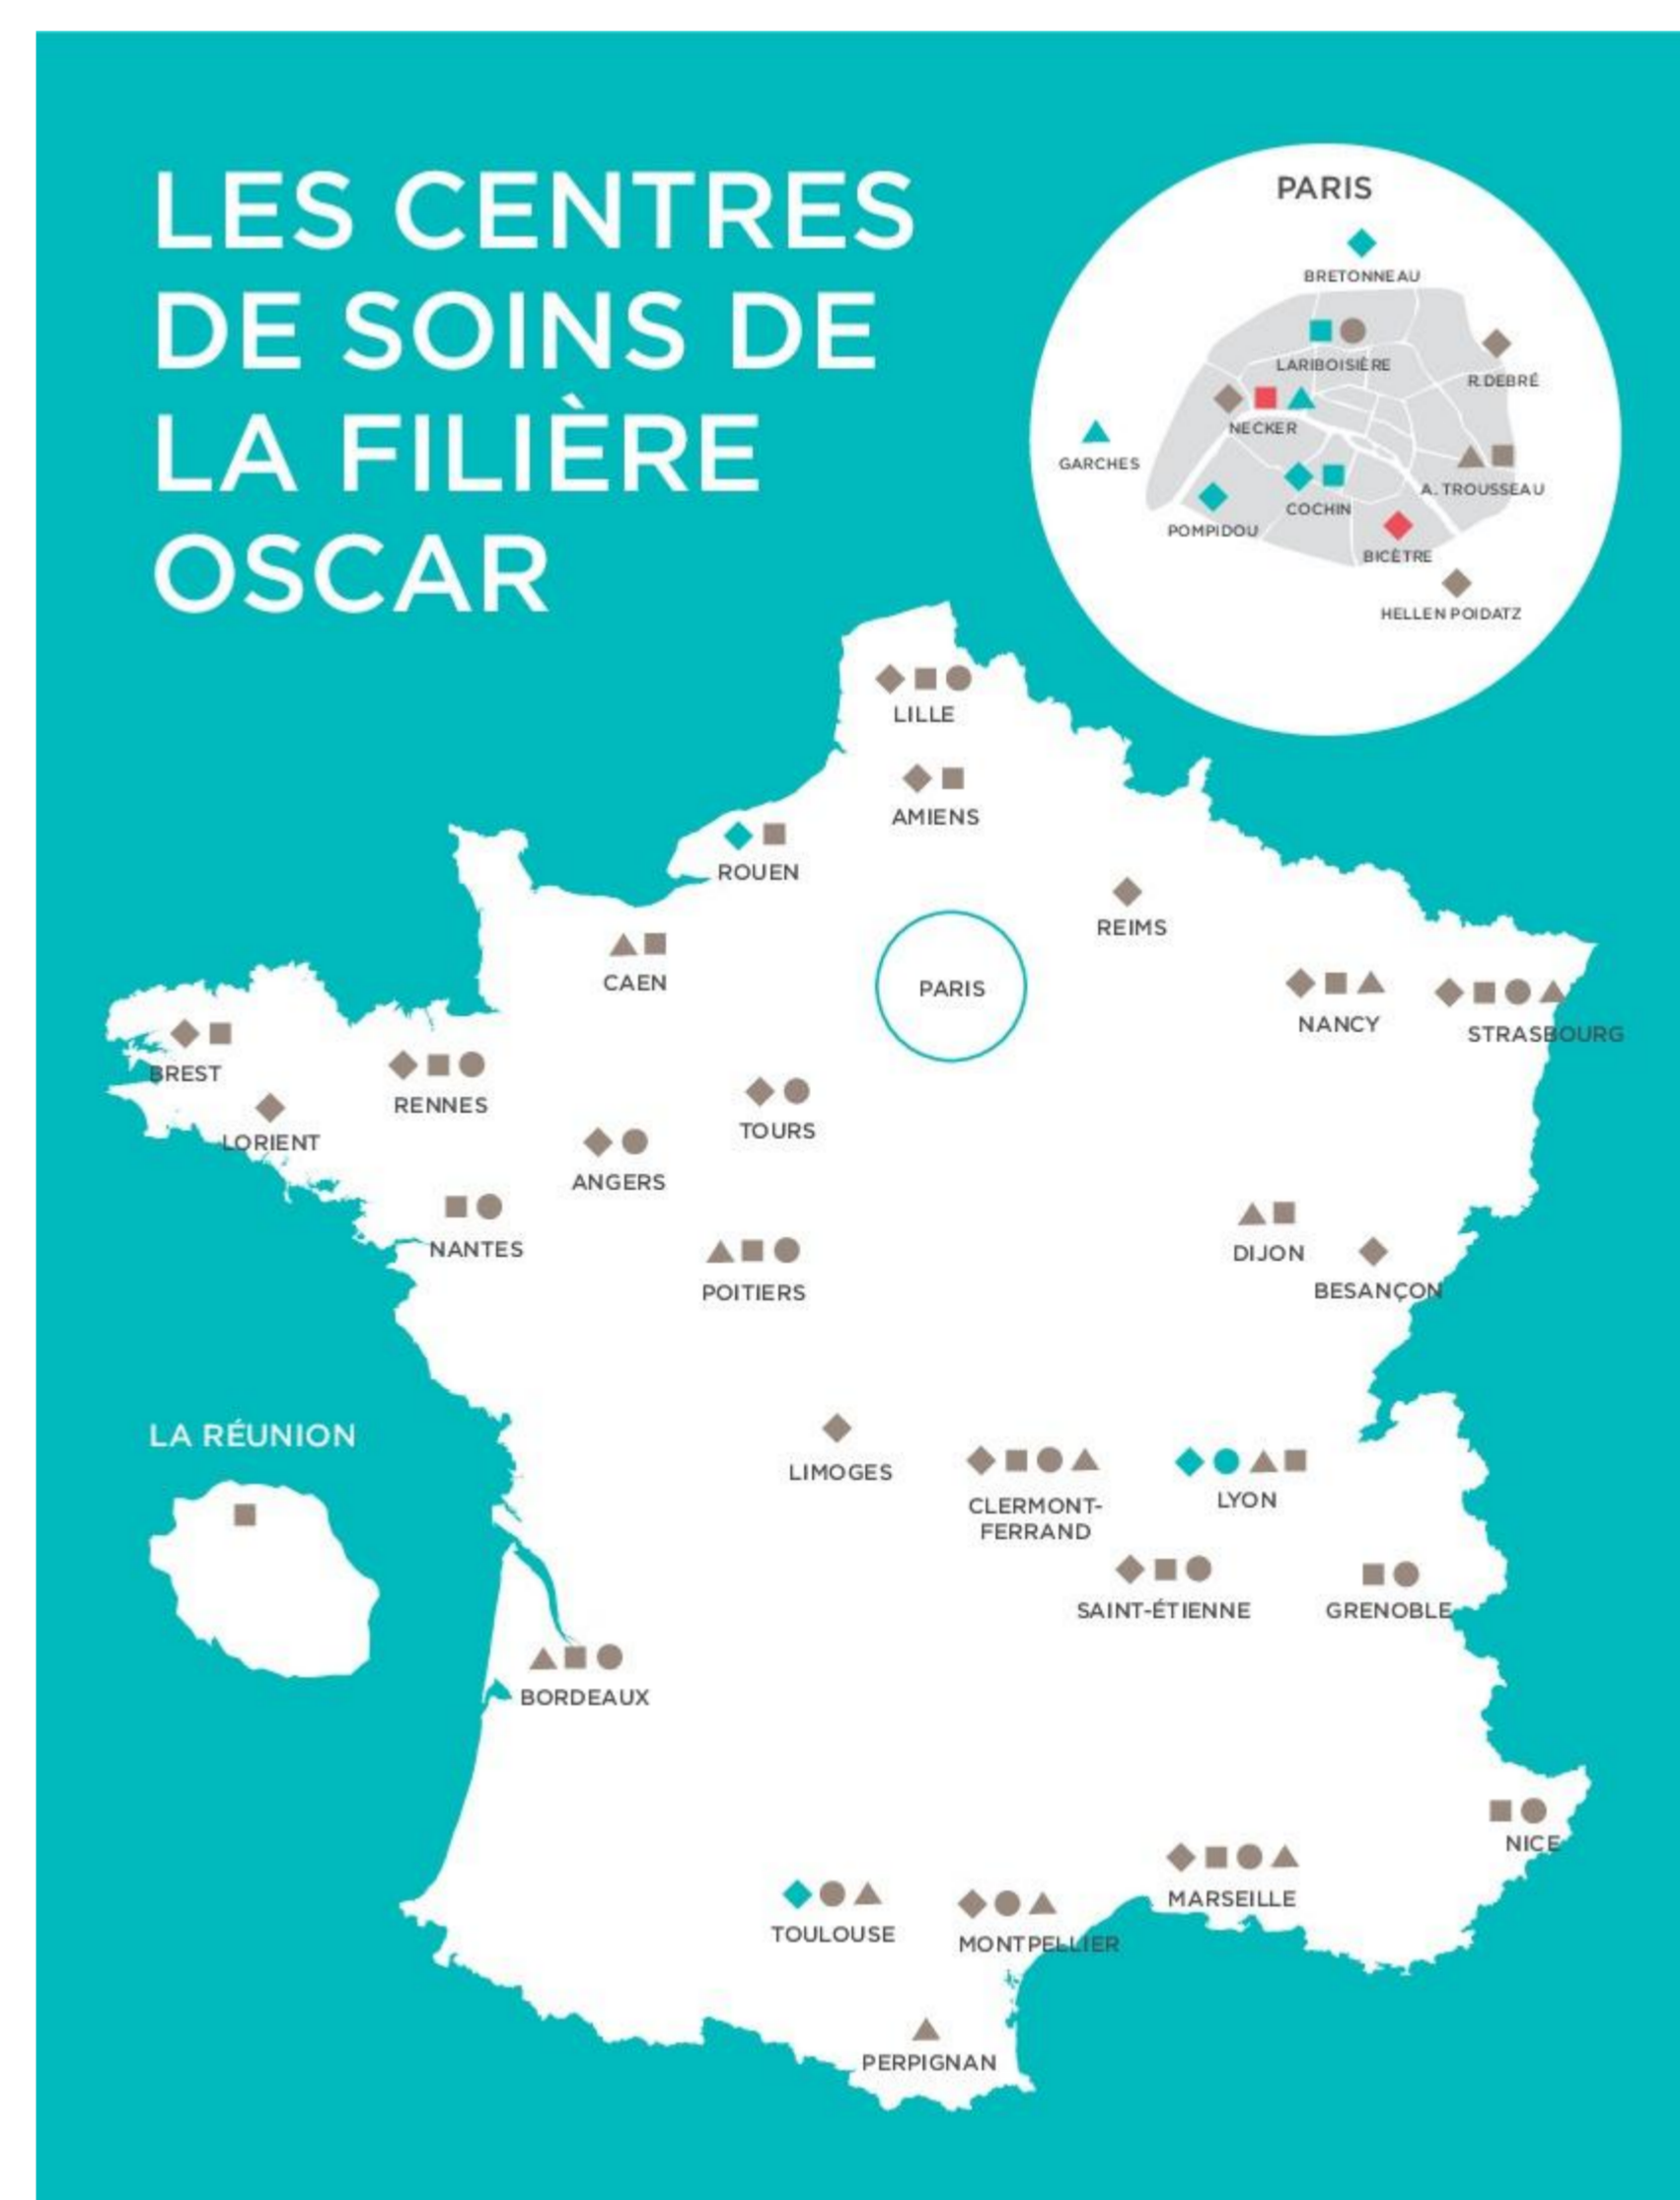 LES CENTRES
DE SOINS DE
LA FILIÈRE
OSCAR
PARIS
BRETONNEAU
LARIBOISIÈRE
R.DEBRÉ
NECKER
GARCHES
A. TROUSSEAU
COCHIN
POMPIDOU
BICÈTRE
HELLEN POIDATZ
LILLE
AMIENS
ROUEN
REIMS
CAEN
PARIS
NANCY
STRASBOURG
BREST
RENNES
TOURS
LORIENT
ANGERS
NANTES
DIJON
POITIERS
BESANÇON
LA RÉUNION
LIMOGES
CLERMONT-
FERRAND
LYON
SAINT-ÉTIENNE
GRENOBLE
BORDEAUX
NICE
MARSEILLE
TOULOUSE
MONTPELLIER
PERPIGNAN